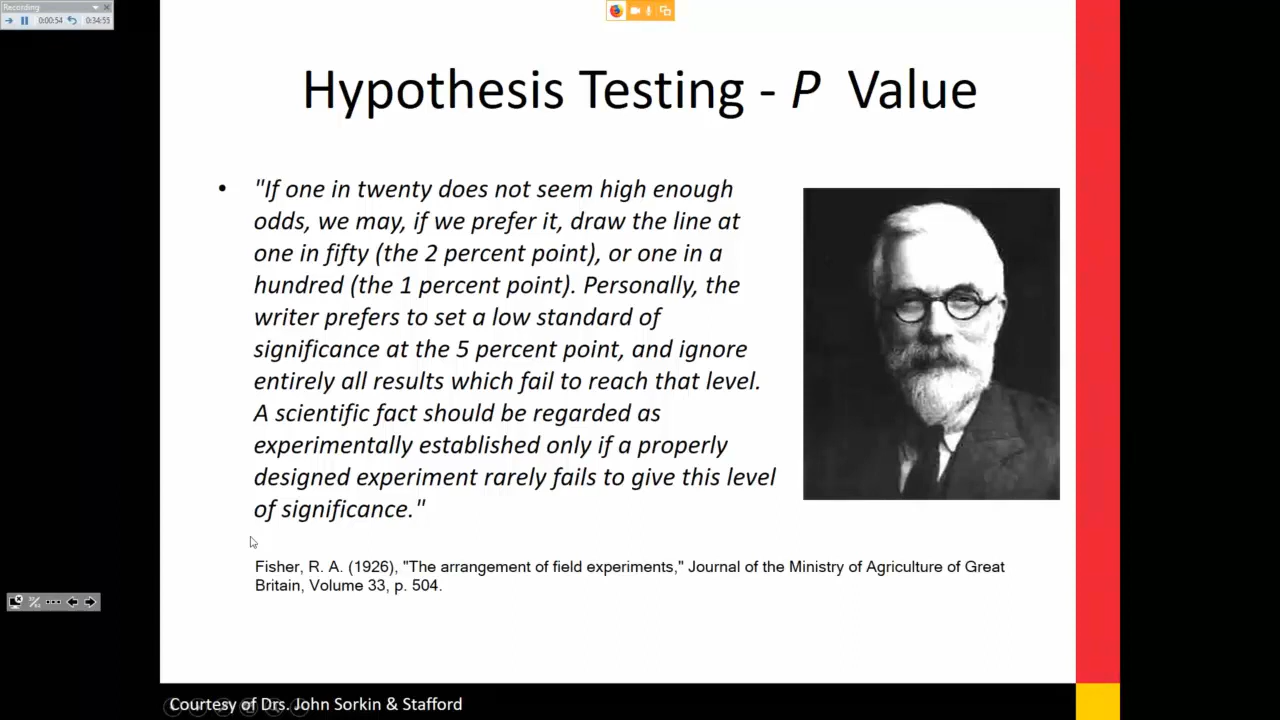 Recording
0:00:54
0:34:55
Hypothesis Testing - P Value
• "If one in twenty does not seem high enough
odds, we may, if we prefer it, draw the line at
one in fifty (the 2 percent point), or one in a
hundred (the 1 percent point). Personally, the
writer prefers to set a low standard of
significance at the 5 percent point, and ignore
entirely all results which fail to reach that level.
A scientific fact should be regarded as
experimentally established only if a properly
designed experiment rarely fails to give this level
of significance."
Fisher, R. A. (1926), "The arrangement of field experiments," Journal of the Ministry of Agriculture of Great
Britain, Volume 33, p. 504.
Courtesy of Drs. John Sorkin & Stafford